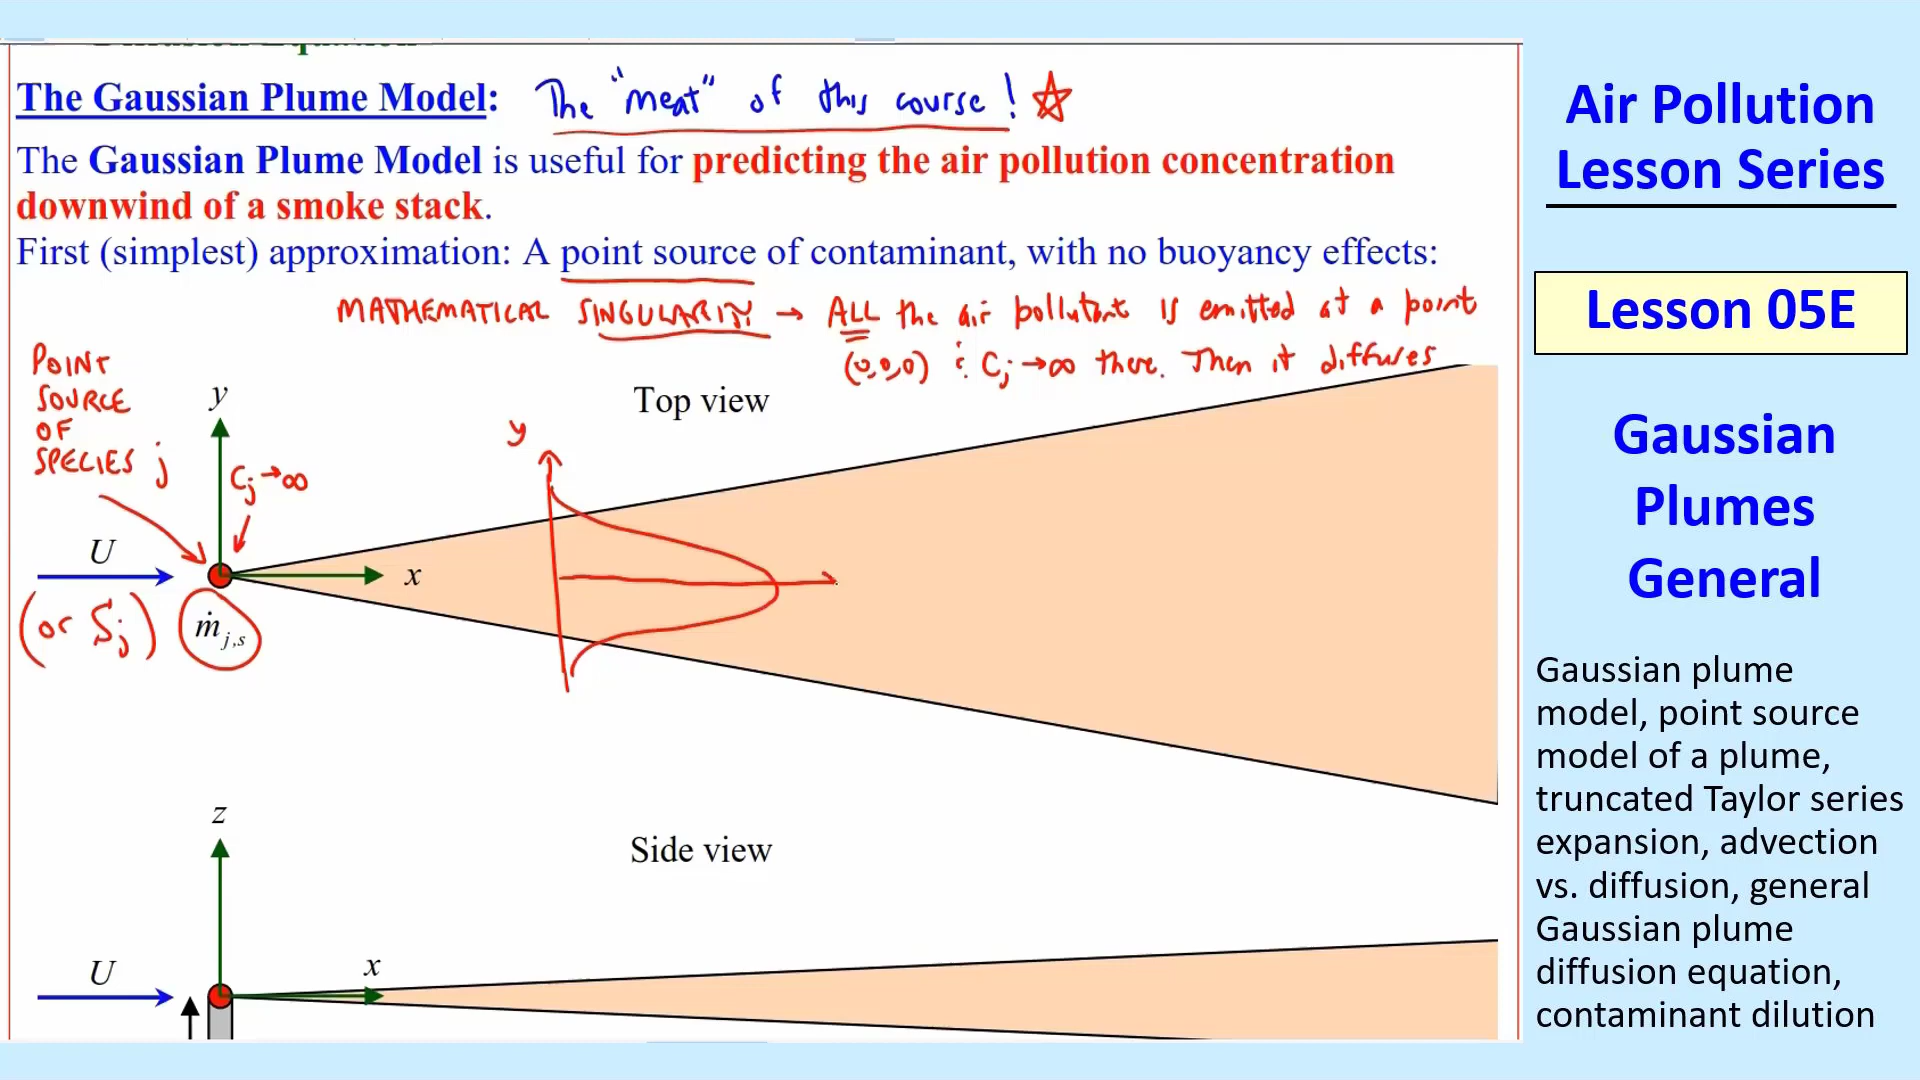 The Gaussian Plume Model: The "meat" of this course!
The Gaussian Plume Model is useful for predicting the air pollution concentration
downwind of a smoke stack.
First (simplest) approximation: A point source of contaminant, with no buoyancy effects:
MATHEMATICAL SINGULARITY → ALL the air pollutant is emitted at a point
(0,0,0) & Cj → ∞ there. Then it diffuses
POINT
SOURCE
OF
SPECIES j
y
Cj → ∞
Top view
y
U
x
(or Sj)
ṁj,s
z
Side view
U
x
Air Pollution
Lesson Series
Lesson 05E
Gaussian
Plumes
General
Gaussian plume
model, point source
model of a plume,
truncated Taylor series
expansion, advection
vs. diffusion, general
Gaussian plume
diffusion equation,
contaminant dilution